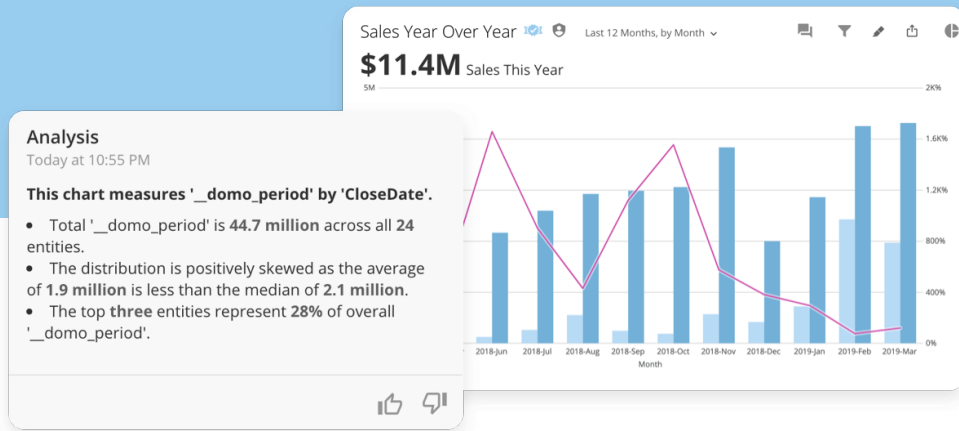 Sales Year Over Year
Last 12 Months, by Month
$11.4M Sales This Year
5M
2K%
1.6K%
1.2K%
800%
400%
0%
2018-Jun 2018-Jul 2018-Aug 2018-Sep 2018-Oct 2018-Nov 2018-Dec 2019-Jan 2019-Feb 2019-Mar
Month
Analysis
Today at 10:55 PM
This chart measures '__domo_period' by 'CloseDate'.
• Total '__domo_period' is 44.7 million across all 24
entities.
• The distribution is positively skewed as the average
of 1.9 million is less than the median of 2.1 million.
• The top three entities represent 28% of overall
'__domo_period'.